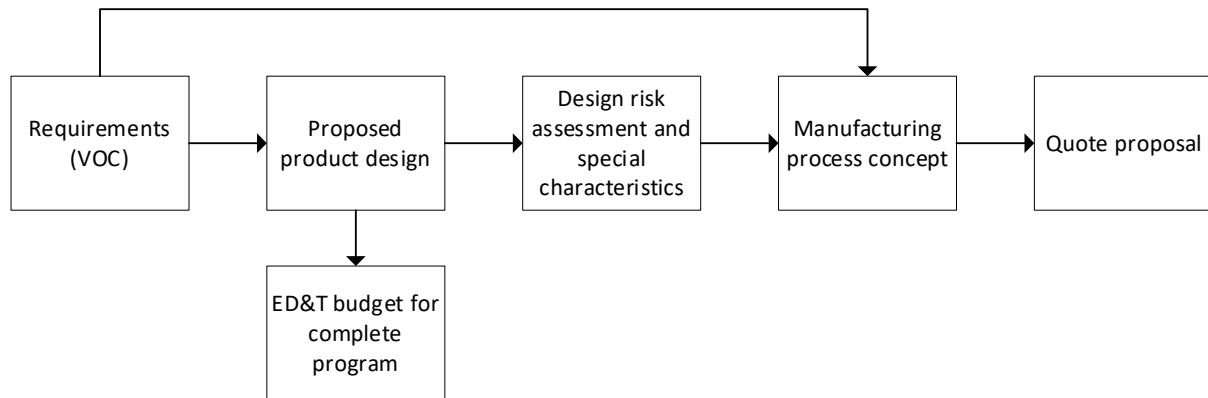 Requirements
(VOC)
Proposed
product design
Design risk
assessment and
special
characteristics
Manufacturing
process concept
Quote proposal
ED&T budget for
complete
program